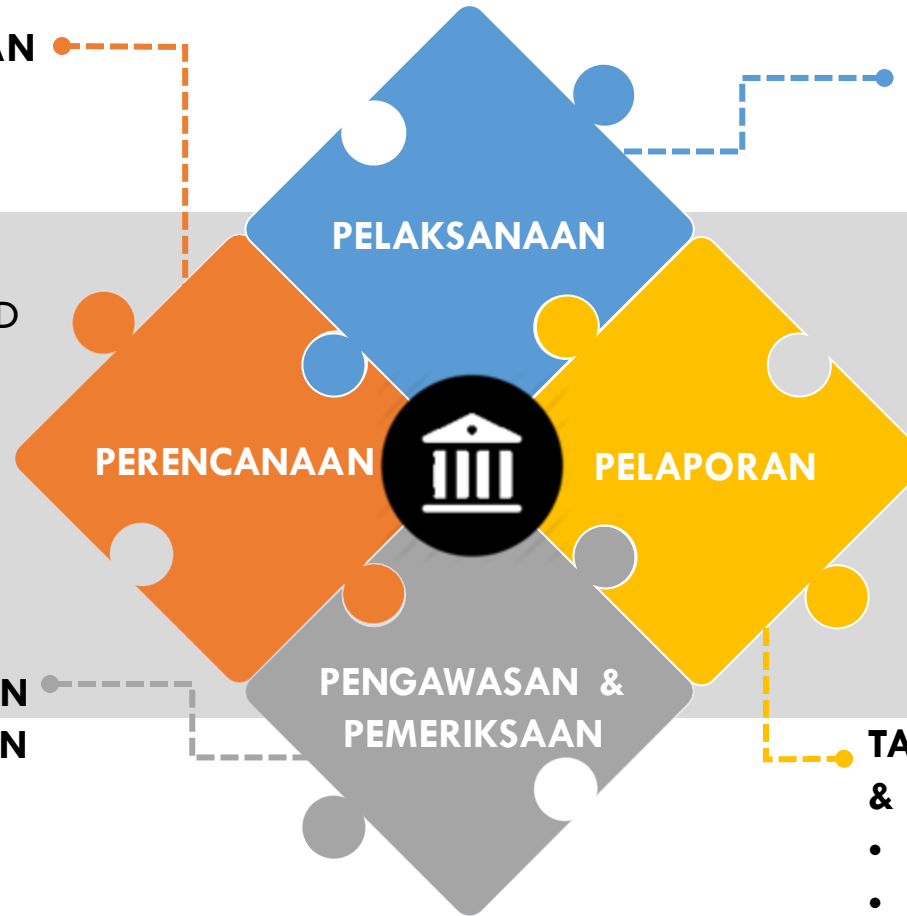 AN
PELAKSANAAN
D
PERENCANAAN
PELAPORAN
PENGAWASAN &
PEMERIKSAAN
N
N
TA
&
•
•